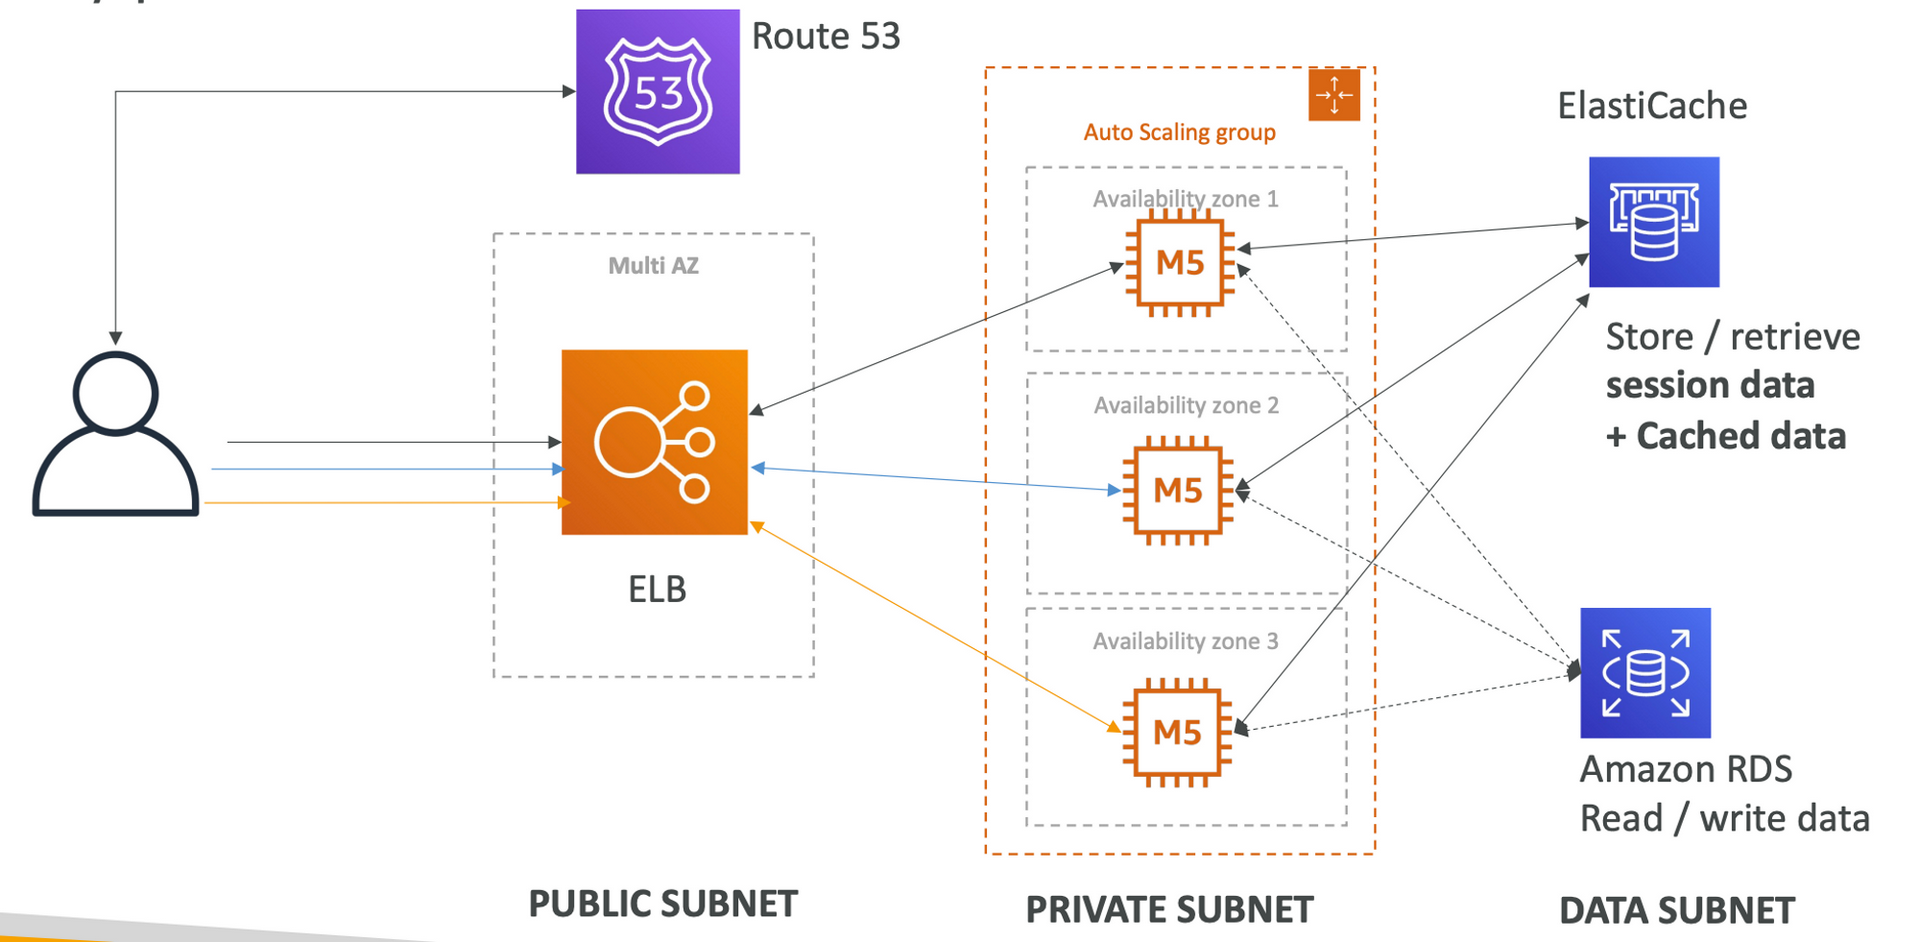 Route 53
53
ElastiCache
Auto Scaling group
Availability zone 1
M5
Multi AZ
Store / retrieve
session data
+ Cached data
Availability zone 2
M5
ELB
Availability zone 3
M5
Amazon RDS
Read / write data
PUBLIC SUBNET
PRIVATE SUBNET
DATA SUBNET